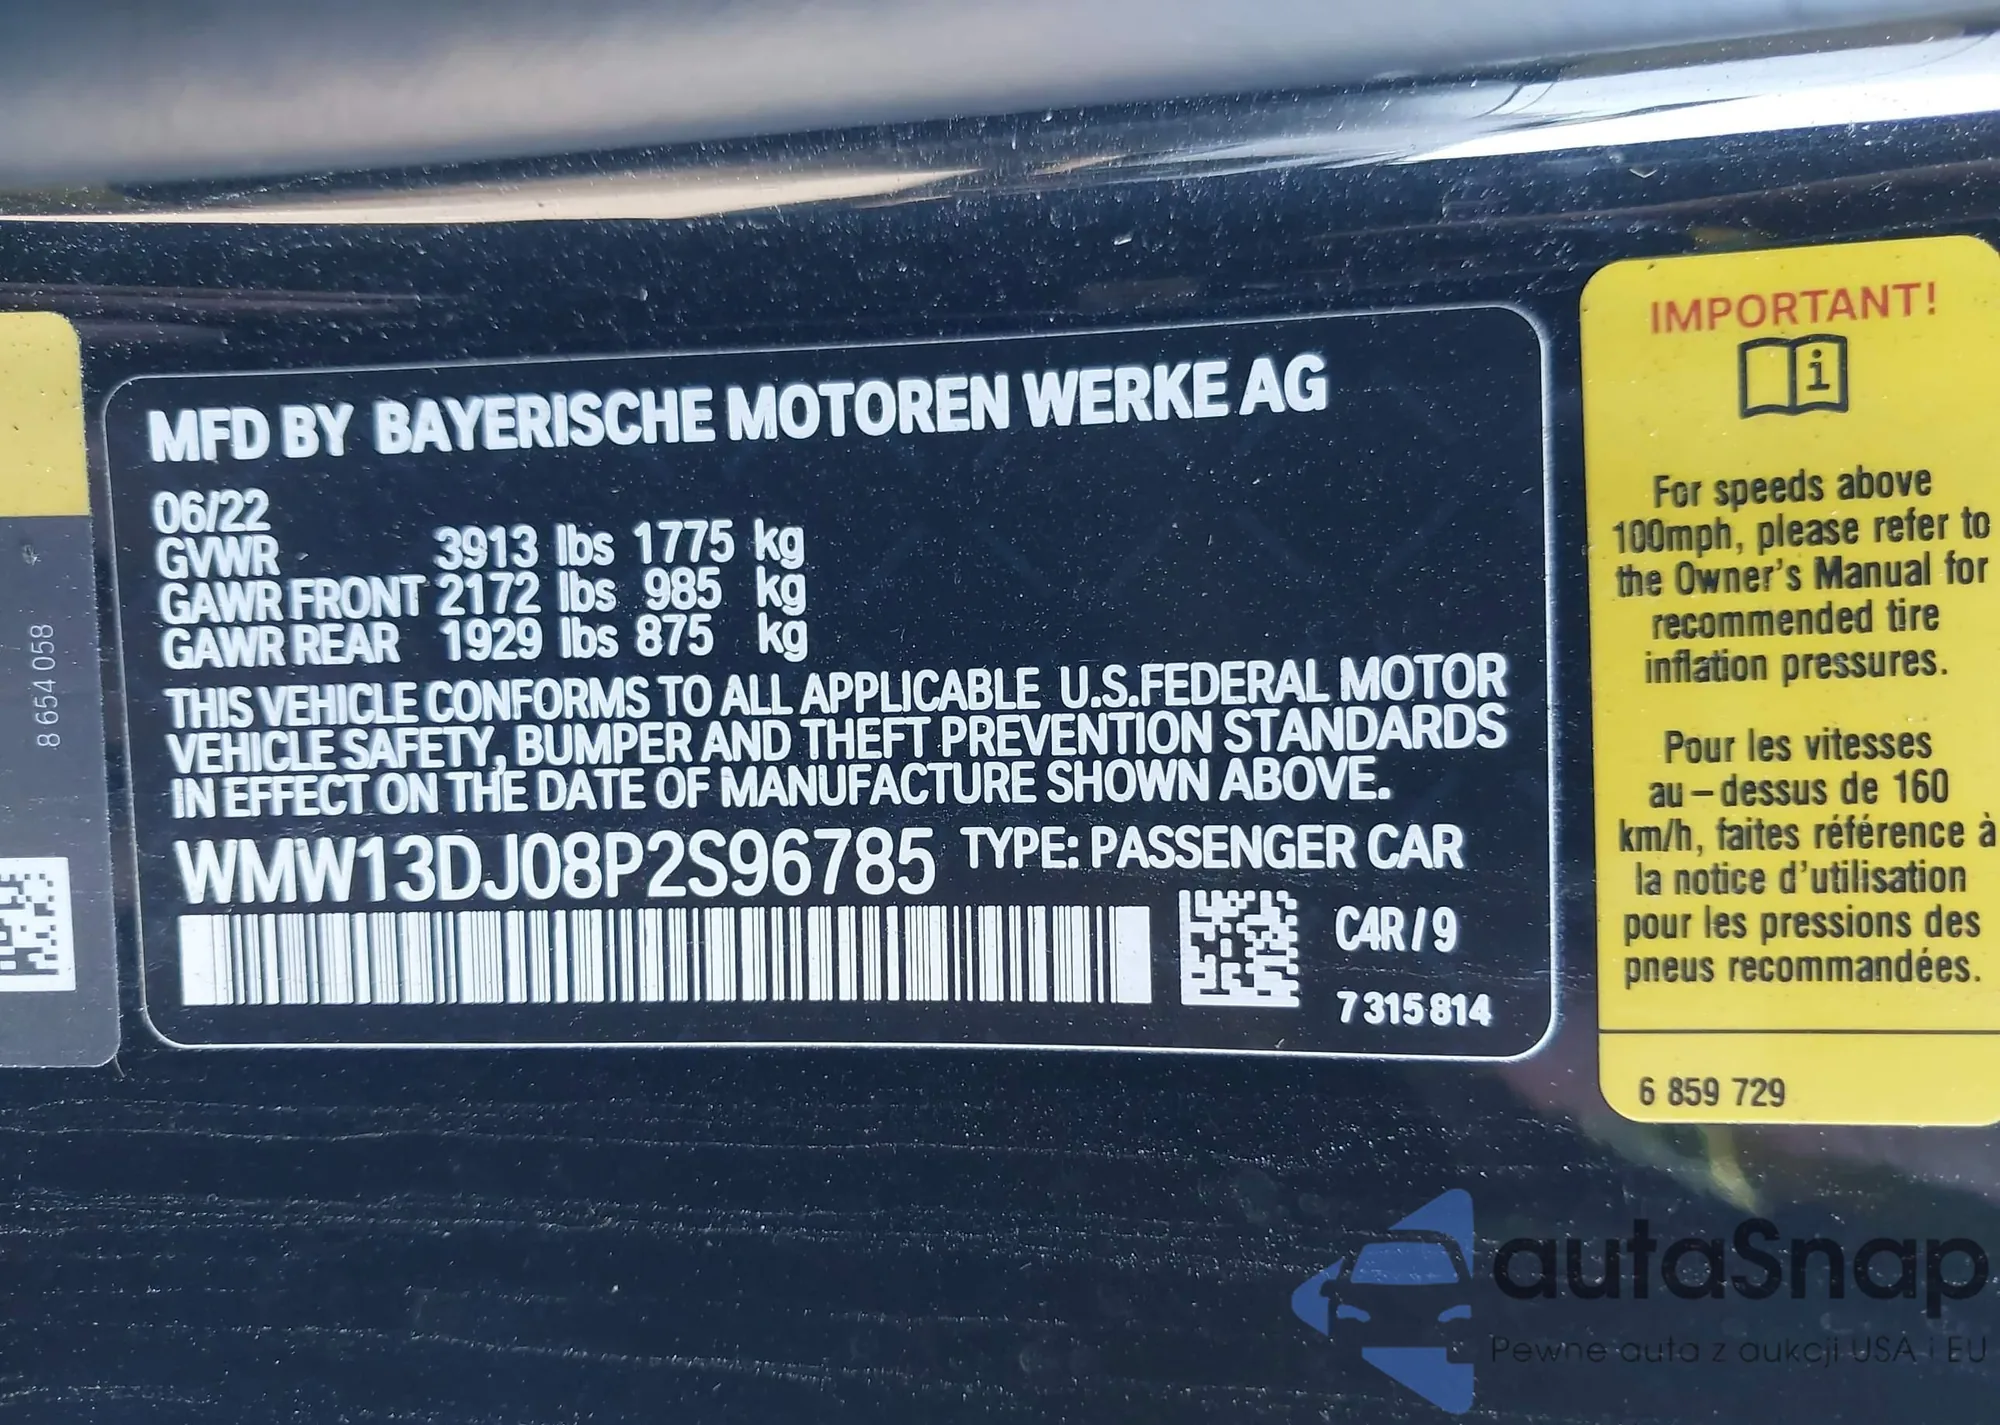 8 654 058
MFD BY BAYERISCHE MOTOREN WERKE AG
06/22
GVWR 3913 lbs 1775 kg
GAWR FRONT 2172 lbs 985 kg
GAWR REAR 1929 lbs 875 kg
THIS VEHICLE CONFORMS TO ALL APPLICABLE U.S.FEDERAL MOTOR
VEHICLE SAFETY, BUMPER AND THEFT PREVENTION STANDARDS
IN EFFECT ON THE DATE OF MANUFACTURE SHOWN ABOVE.
WMW13DJ08P2S96785 TYPE: PASSENGER CAR
C4R/9
7 315 814
IMPORTANT!
i
For speeds above
100mph, please refer to
the Owner's Manual for
recommended tire
inflation pressures.
Pour les vitesses
au-dessus de 160
km/h, faites référence à
la notice d'utilisation
pour les pressions des
pneus recommandées.
6 859 729
autaSnap
Pewne auta z aukcji USA i EU